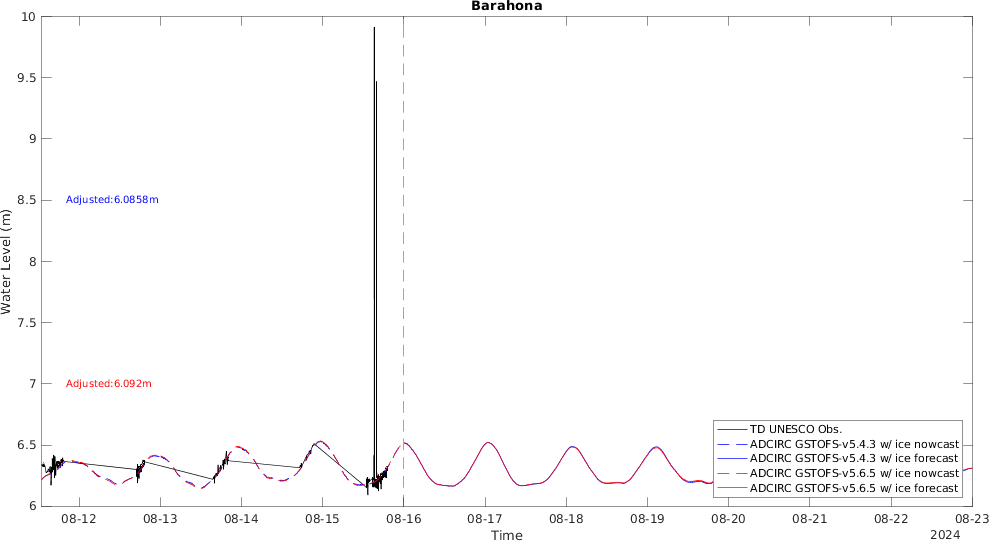 Barahona
10
9.5
9
8.5
8
7.5
7
6.5
6
Water Level (m)
Adjusted:6.0858m
Adjusted:6.092m
TD UNESCO Obs.
ADCIRC GSTOFS-v5.4.3 w/ ice nowcast
ADCIRC GSTOFS-v5.4.3 w/ ice forecast
ADCIRC GSTOFS-v5.6.5 w/ ice nowcast
ADCIRC GSTOFS-v5.6.5 w/ ice forecast
08-12 08-13 08-14 08-15 08-16 08-17 08-18 08-19 08-20 08-21 08-22 08-23
Time
2024